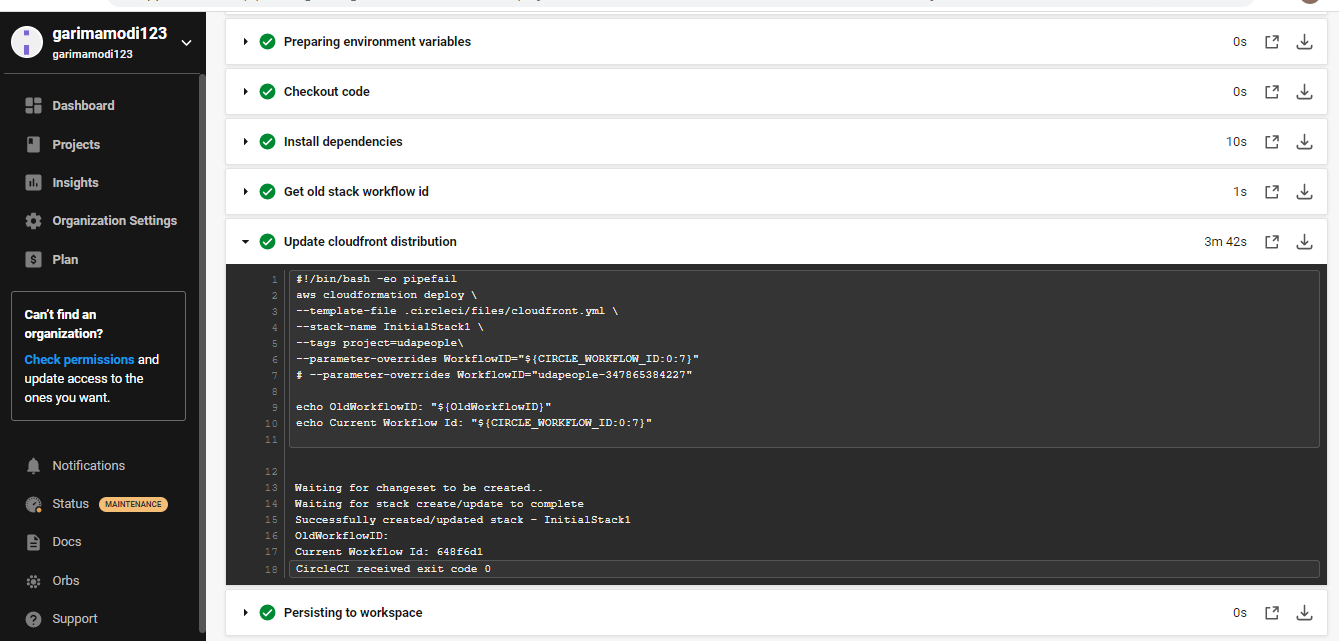 garimamodi123
garimamodi123
Dashboard
Projects
Insights
Organization Settings
$ Plan
Can't find an
organization?
Check permissions and
update access to the
ones you want.
Notifications
Status MAINTENANCE
Docs
Orbs
? Support
Preparing environment variables 0s
Checkout code 0s
Install dependencies 10s
Get old stack workflow id 1s
Update cloudfront distribution 3m 42s
1 #!/bin/bash -eo pipefail
2 aws cloudformation deploy \
3 --template-file .circleci/files/cloudfront.yml \
4 --stack-name InitialStack1 \
5 --tags project=udapeople\
6 --parameter-overrides WorkflowID="${CIRCLE_WORKFLOW_ID:0:7}"
7 # --parameter-overrides WorkflowID="udapeople-347865384227"
8
9 echo OldWorkflowID: "${OldWorkflowID}"
10 echo Current Workflow Id: "${CIRCLE_WORKFLOW_ID:0:7}"
11
12
13 Waiting for changeset to be created..
14 Waiting for stack create/update to complete
15 Successfully created/updated stack - InitialStack1
16 OldWorkflowID:
17 Current Workflow Id: 648f6d1
18 CircleCI received exit code 0
Persisting to workspace 0s